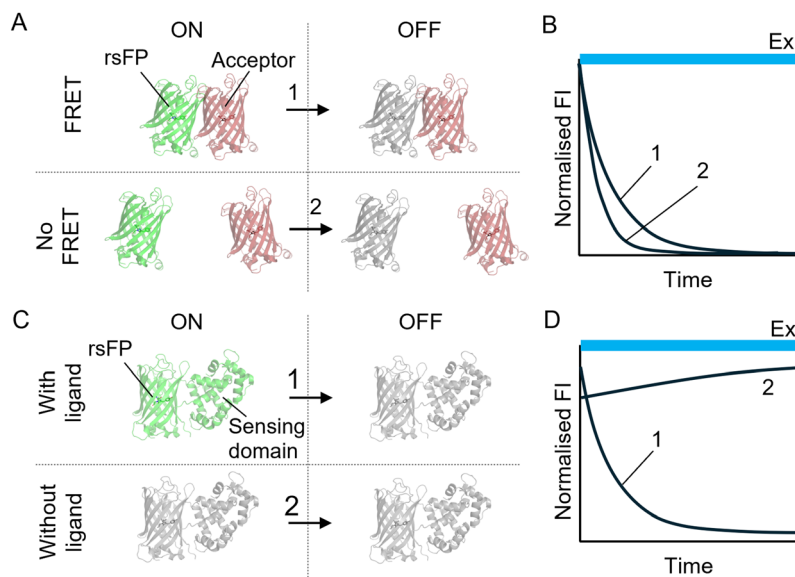 A
ON
OFF
rsFP
Acceptor
1
FRET
2
No
FRET
B
Ex
Normalised FI
1
2
Time
C
ON
OFF
rsFP
1
With
ligand
Sensing
domain
2
Without
ligand
D
Ex
Normalised FI
2
1
Time